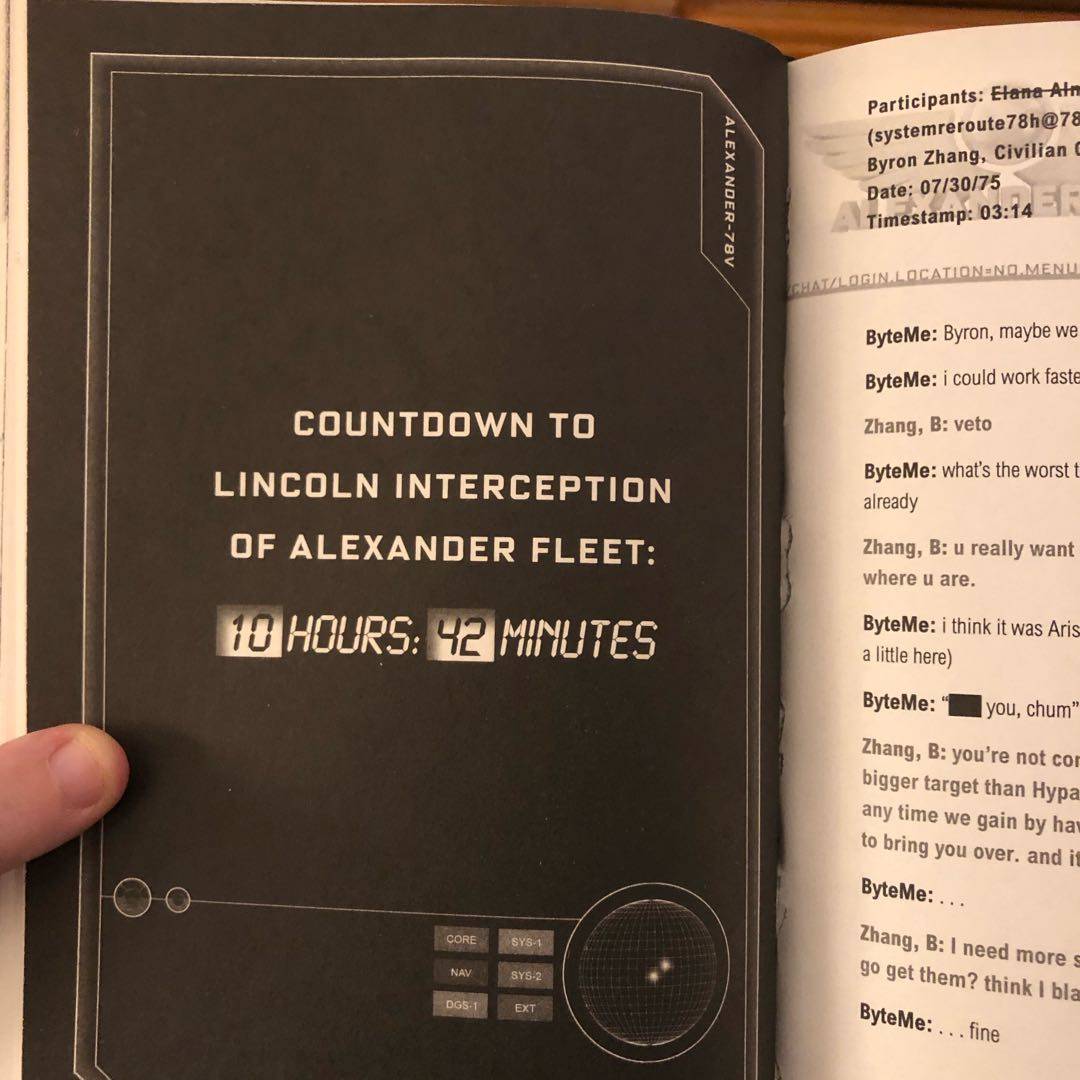 ALEXANDER-78V
COUNTDOWN TO
LINCOLN INTERCEPTION
OF ALEXANDER FLEET:
10 HOURS: 42 MINUTES
CORE SYS-1
NAV SYS-2
DGS-1 EXT
Participants: Elana
(systemreroute78h@78
Byron Zhang, Civilian
Date: 07/30/75
Timestamp: 03:14
ALEXANDER
CHAT/LOGIN.LOCATION=NO.MENU
ByteMe: Byron, maybe we
ByteMe: i could work faste
Zhang, B: veto
ByteMe: what's the worst t
already
Zhang, B: u really want
where u are.
ByteMe: i think it was Aris
a little here)
ByteMe: " you, chum"
Zhang, B: you're not con
bigger target than Hypa
any time we gain by hav
to bring you over. and if
ByteMe: . . .
Zhang, B: I need more s
go get them? think I bla
ByteMe: . . . fine